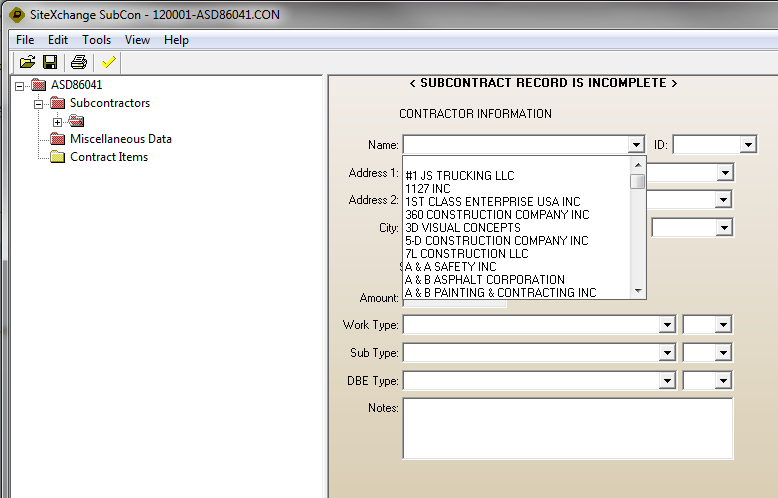 SiteXchange SubCon - 120001-ASD86041.CON
File Edit Tools View Help
ASD86041
Subcontractors
Miscellaneous Data
Contract Items
< SUBCONTRACT RECORD IS INCOMPLETE >
CONTRACTOR INFORMATION
Name: ID:
#1 JS TRUCKING LLC
1127 INC
1ST CLASS ENTERPRISE USA INC
360 CONSTRUCTION COMPANY INC
3D VISUAL CONCEPTS
5-D CONSTRUCTION COMPANY INC
7L CONSTRUCTION LLC
A & A SAFETY INC
A & B ASPHALT CORPORATION
A & B PAINTING & CONTRACTING INC
Address 1:
Address 2:
City:
Amount:
Work Type:
Sub Type:
DBE Type:
Notes: